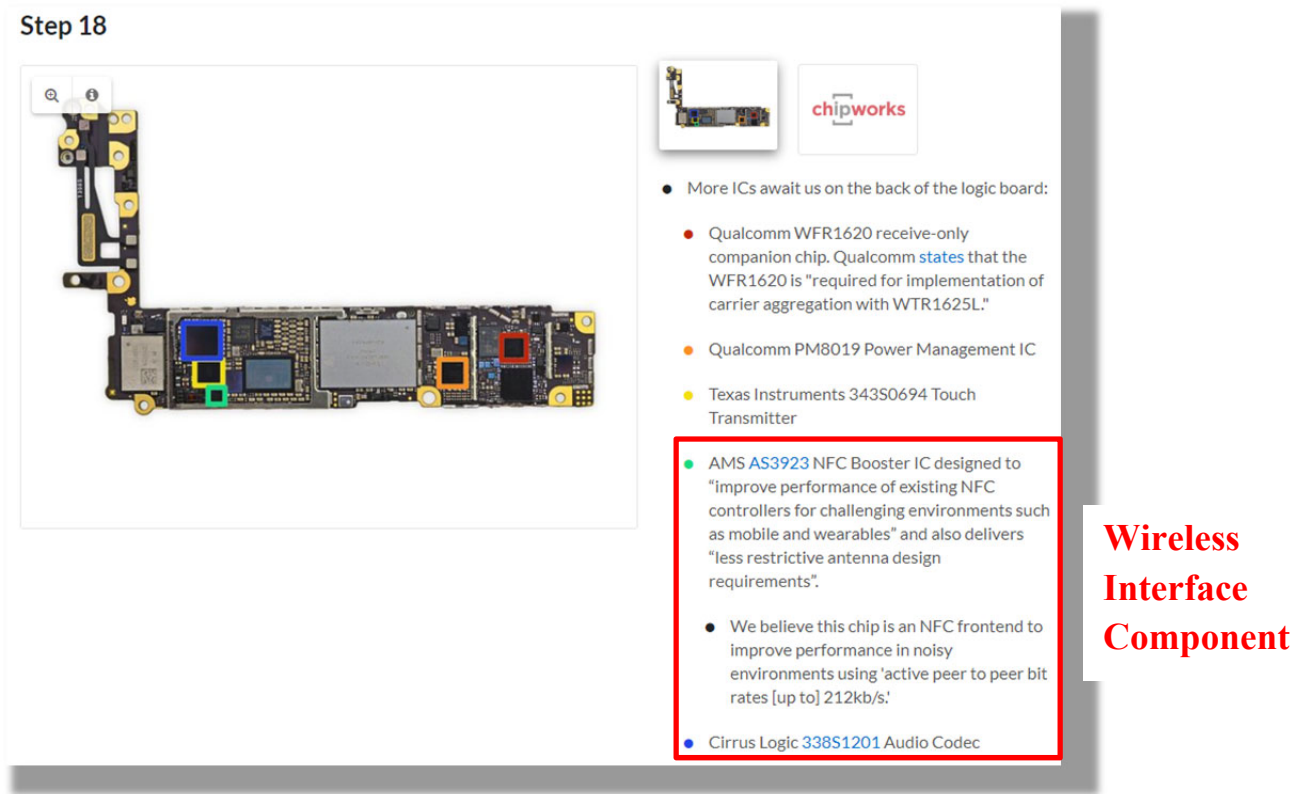 Step 18
chipworks
More ICs await us on the back of the logic board:
Qualcomm WFR1620 receive-only
companion chip. Qualcomm states that the
WFR1620 is "required for implementation of
carrier aggregation with WTR1625L."
Qualcomm PM8019 Power Management IC
Texas Instruments 343S0694 Touch
Transmitter
AMS AS3923 NFC Booster IC designed to
“improve performance of existing NFC
controllers for challenging environments such
as mobile and wearables” and also delivers
“less restrictive antenna design
requirements”.
We believe this chip is an NFC frontend to
improve performance in noisy
environments using 'active peer to peer bit
rates [up to] 212kb/s.'
Cirrus Logic 338S1201 Audio Codec
Wireless
Interface
Component